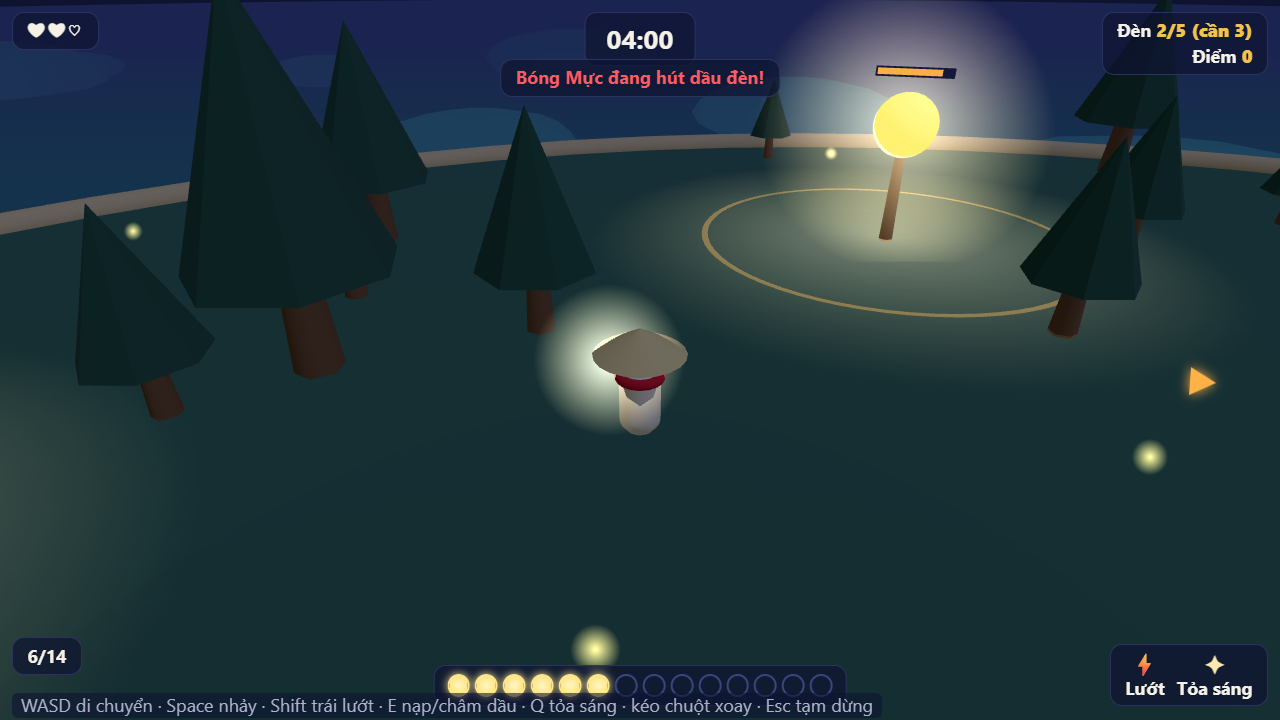 04:00
Đèn 2/5 (cần 3)
Điểm 0
Bóng Mực đang hút dầu đèn!
6/14
Lướt Tỏa sáng
WASD di chuyển · Space nhảy · Shift trái lướt · E nạp/châm dầu · Q tỏa sáng · kéo chuột xoay · Esc tạm dừng